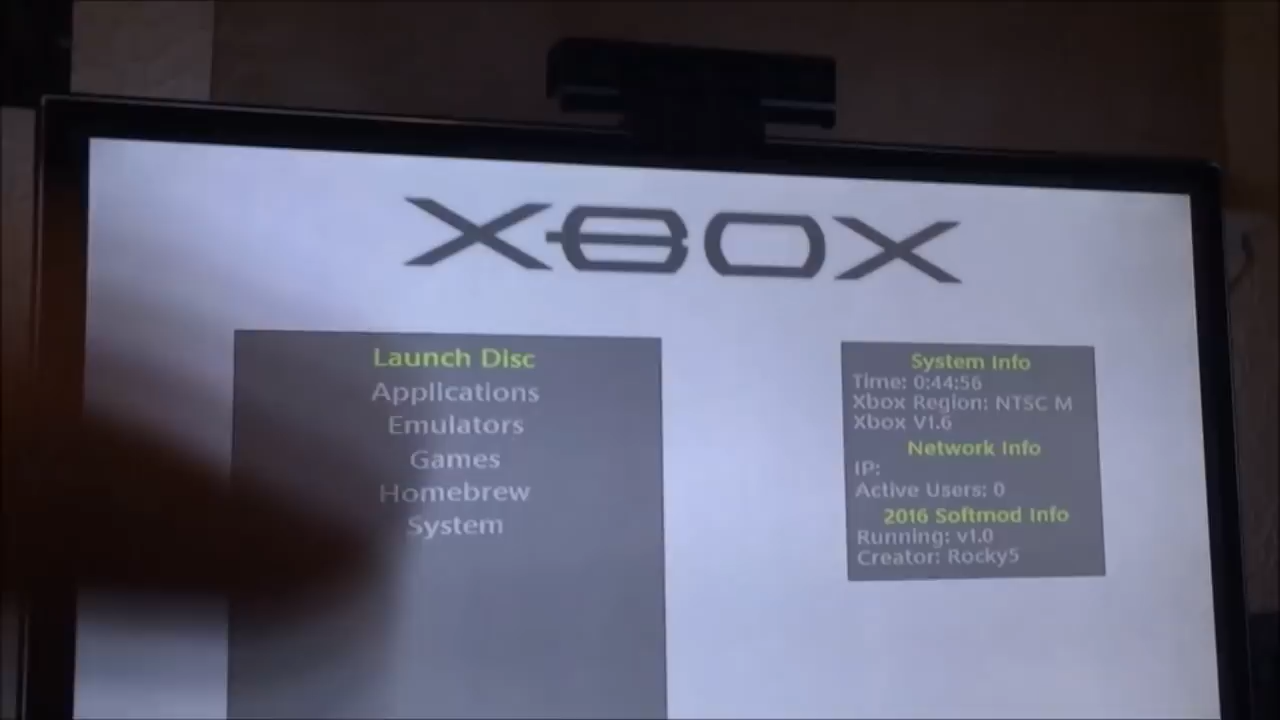 XBOX
Launch Disc
Applications
Emulators
Games
Homebrew
System
System Info
Time: 0:44:56
Xbox Region: NTSC M
Xbox V1.6
Network Info
IP:
Active Users: 0
2016 Softmod Info
Running: v1.0
Creator: Rocky5